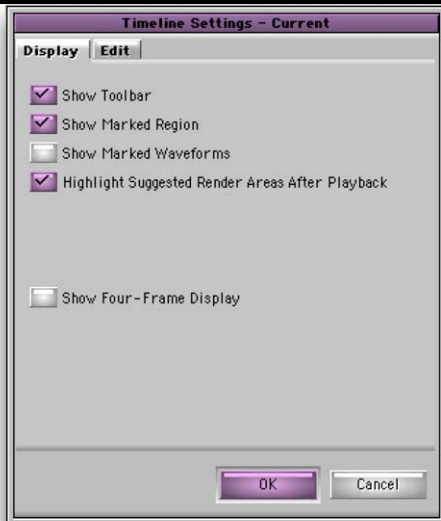 Timeline Settings - Current
Display Edit
Show Toolbar
Show Marked Region
Show Marked Waveforms
Highlight Suggested Render Areas After Playback
Show Four-Frame Display
OK Cancel